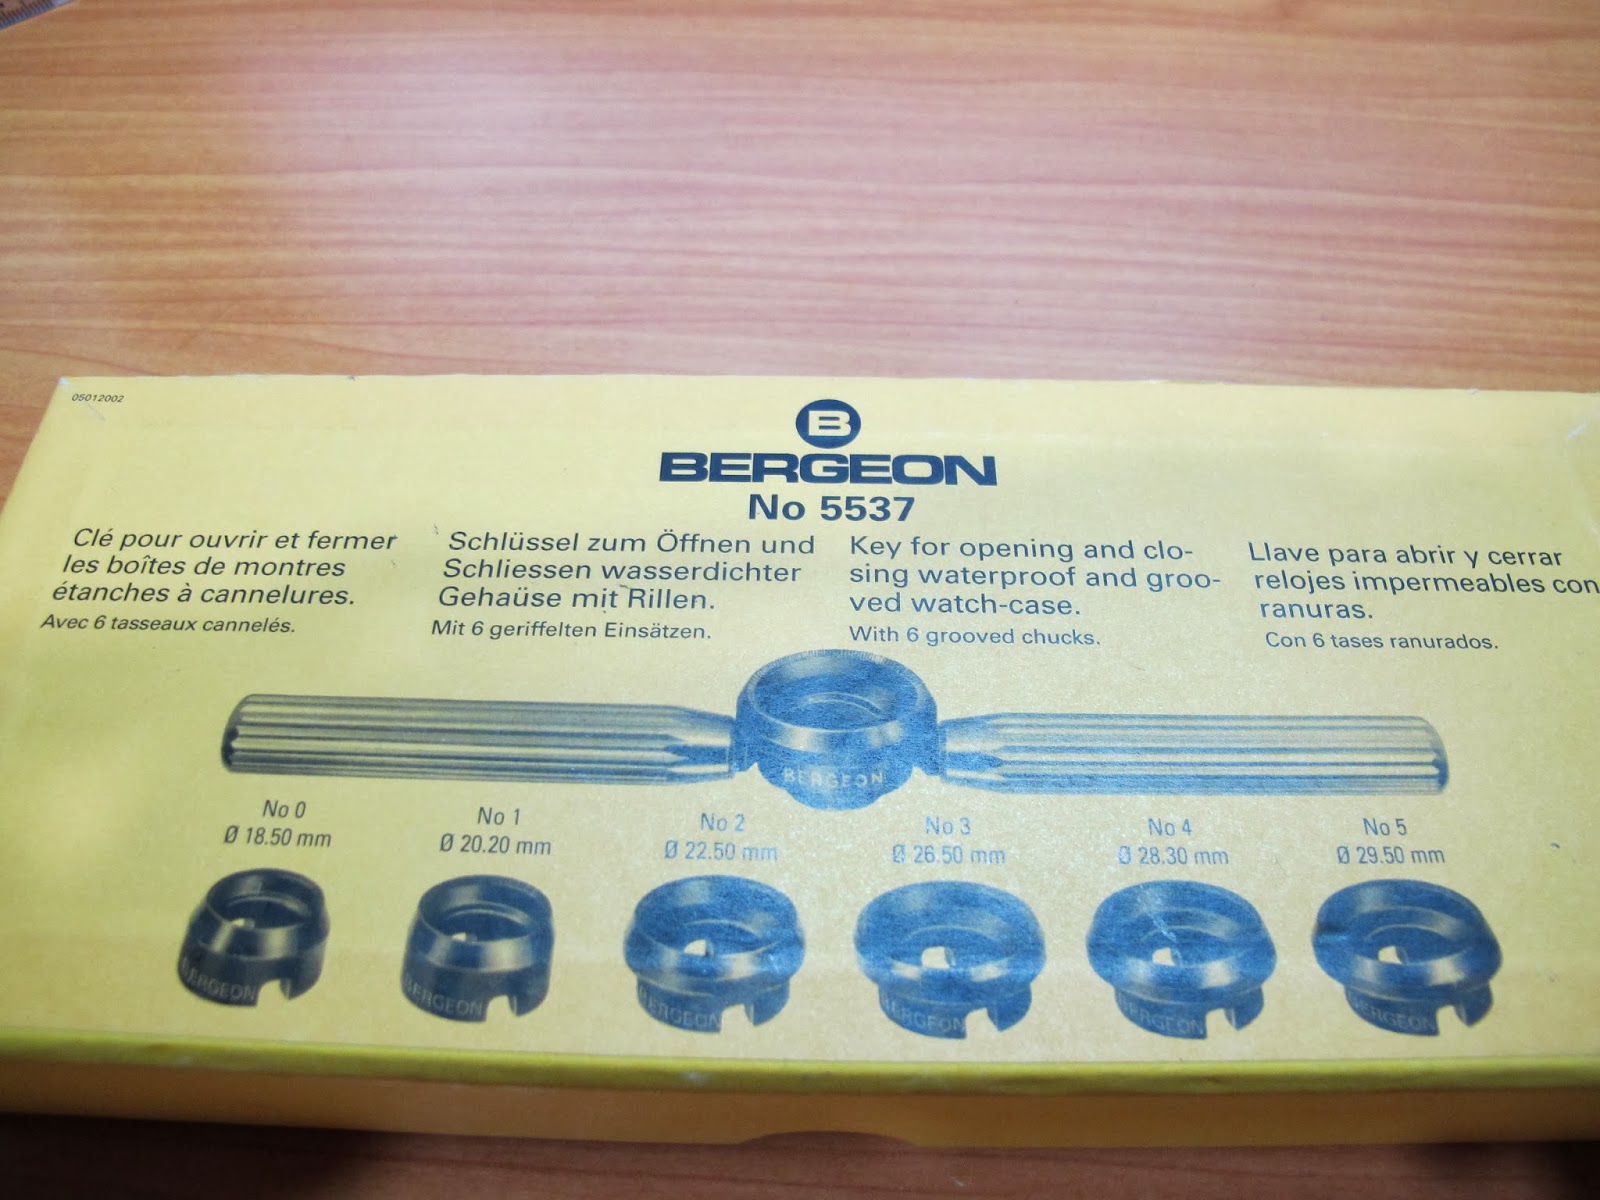 05012002
B
BERGEON
No 5537
Clé pour ouvrir et fermer
les boîtes de montres
étanches à cannelures.
Avec 6 tasseaux cannelés.
Schlüssel zum Öffnen und
Schliessen wasserdichter
Gehaüse mit Rillen.
Mit 6 geriffelten Einsätzen.
Key for opening and clo-
sing waterproof and groo-
ved watch-case.
With 6 grooved chucks.
Llave para abrir y cerrar
relojes impermeables con
ranuras.
Con 6 tases ranurados.
BERGEON
No 0
Ø 18.50 mm
No 1
Ø 20.20 mm
No 2
Ø 22.50 mm
No 3
Ø 26.50 mm
No 4
Ø 28.30 mm
No 5
Ø 29.50 mm
BERGEON
BERGEON
BERGEON
BERGEON
BERGEON
BERGEON